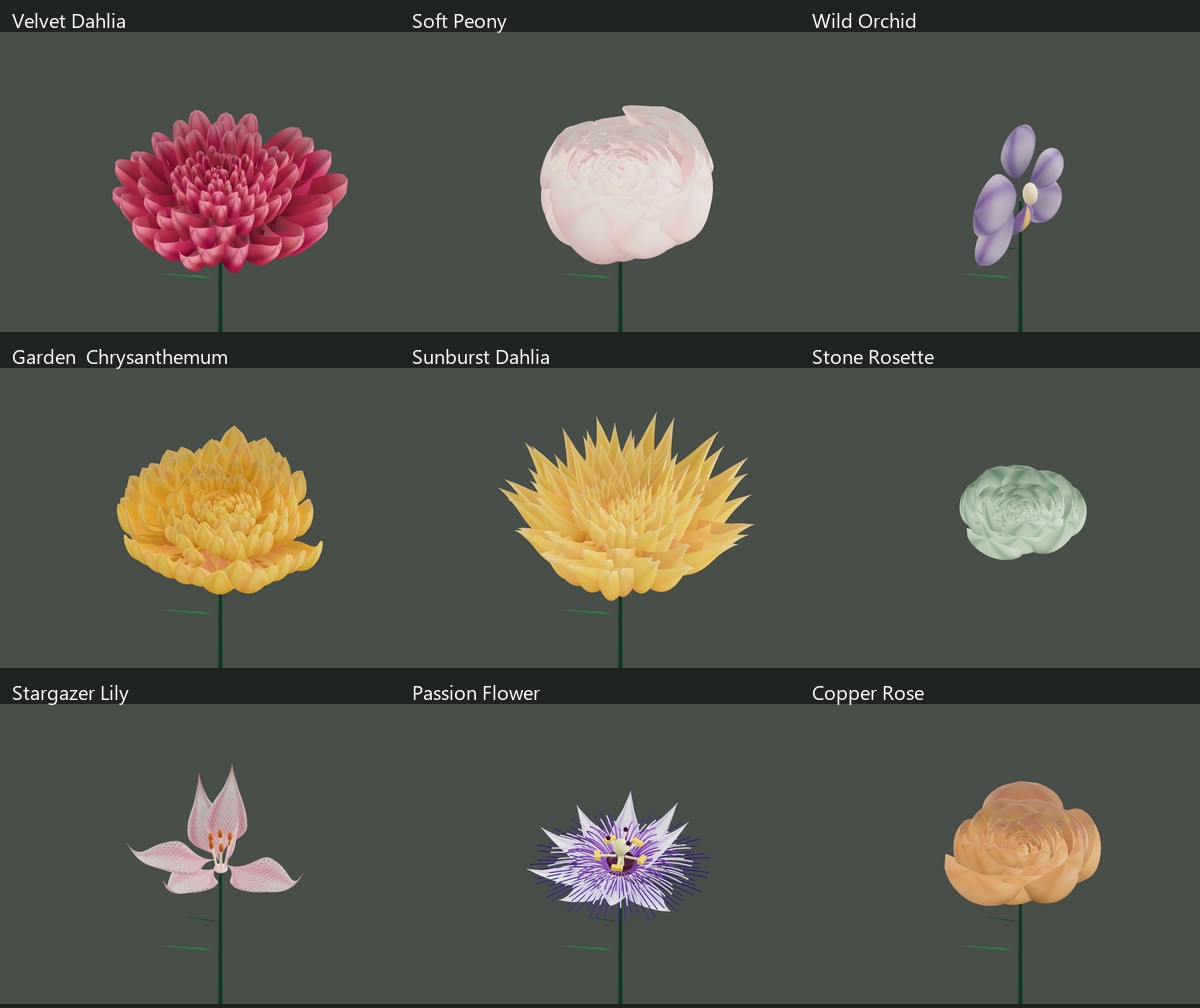 Velvet Dahlia
Soft Peony
Wild Orchid
Garden  Chrysanthemum
Sunburst Dahlia
Stone Rosette
Stargazer Lily
Passion Flower
Copper Rose